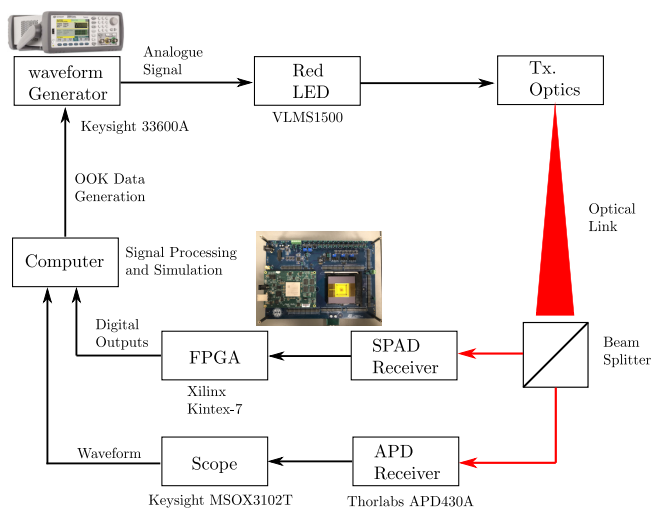 Analogue
Signal
waveform
Generator
Red
LED
Tx.
Optics
Keysight 33600A
VLMS1500
OOK Data
Generation
Optical
Link
Computer
Signal Processing
and Simulation
Digital
Outputs
FPGA
SPAD
Receiver
Beam
Splitter
Xilinx
Kintex-7
Waveform
Scope
APD
Receiver
Keysight MSOX3102T
Thorlabs APD430A